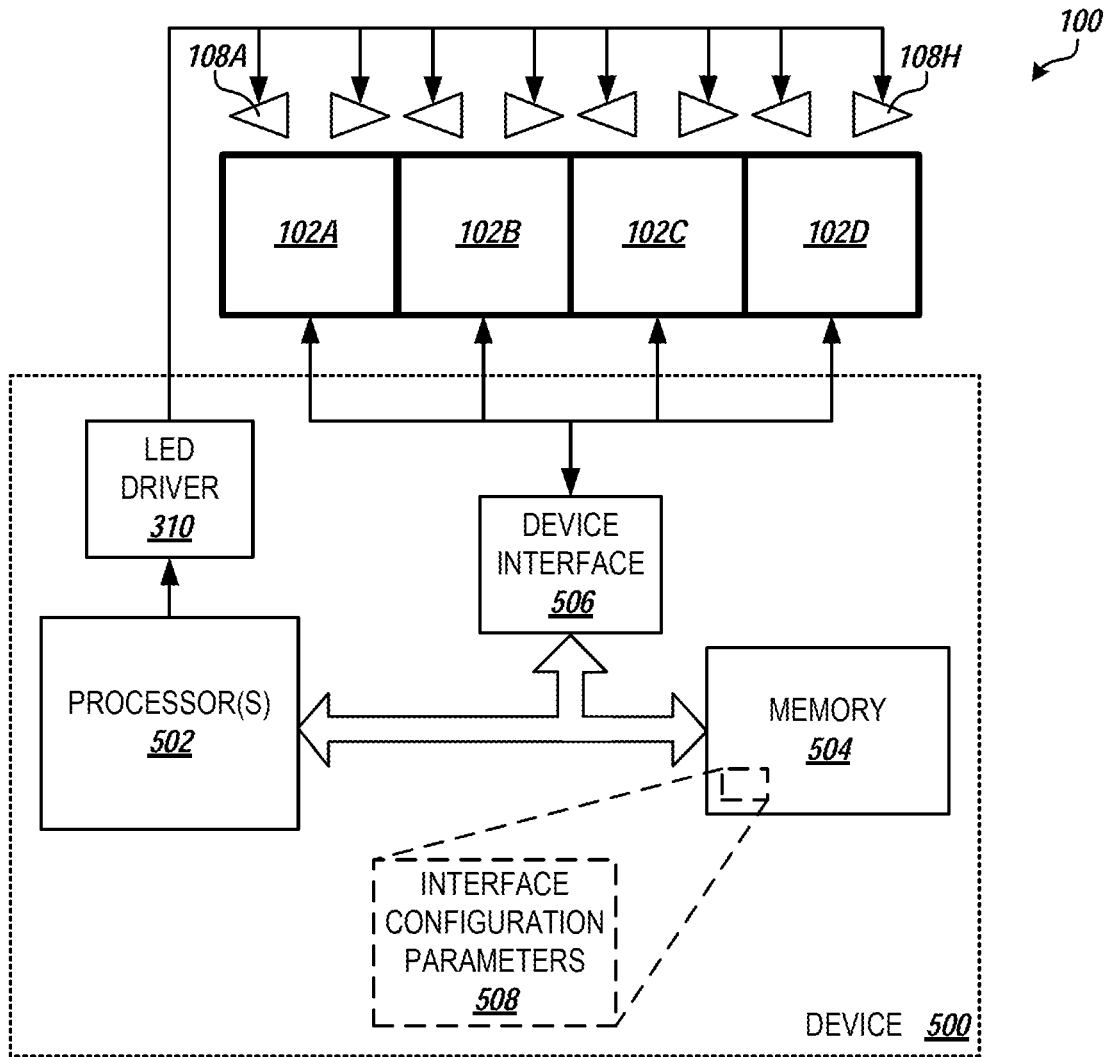 100
108A
108H
102A
102B
102C
102D
LED
DRIVER
310
DEVICE
INTERFACE
506
PROCESSOR(S)
502
MEMORY
504
INTERFACE
CONFIGURATION
PARAMETERS
508
DEVICE 500